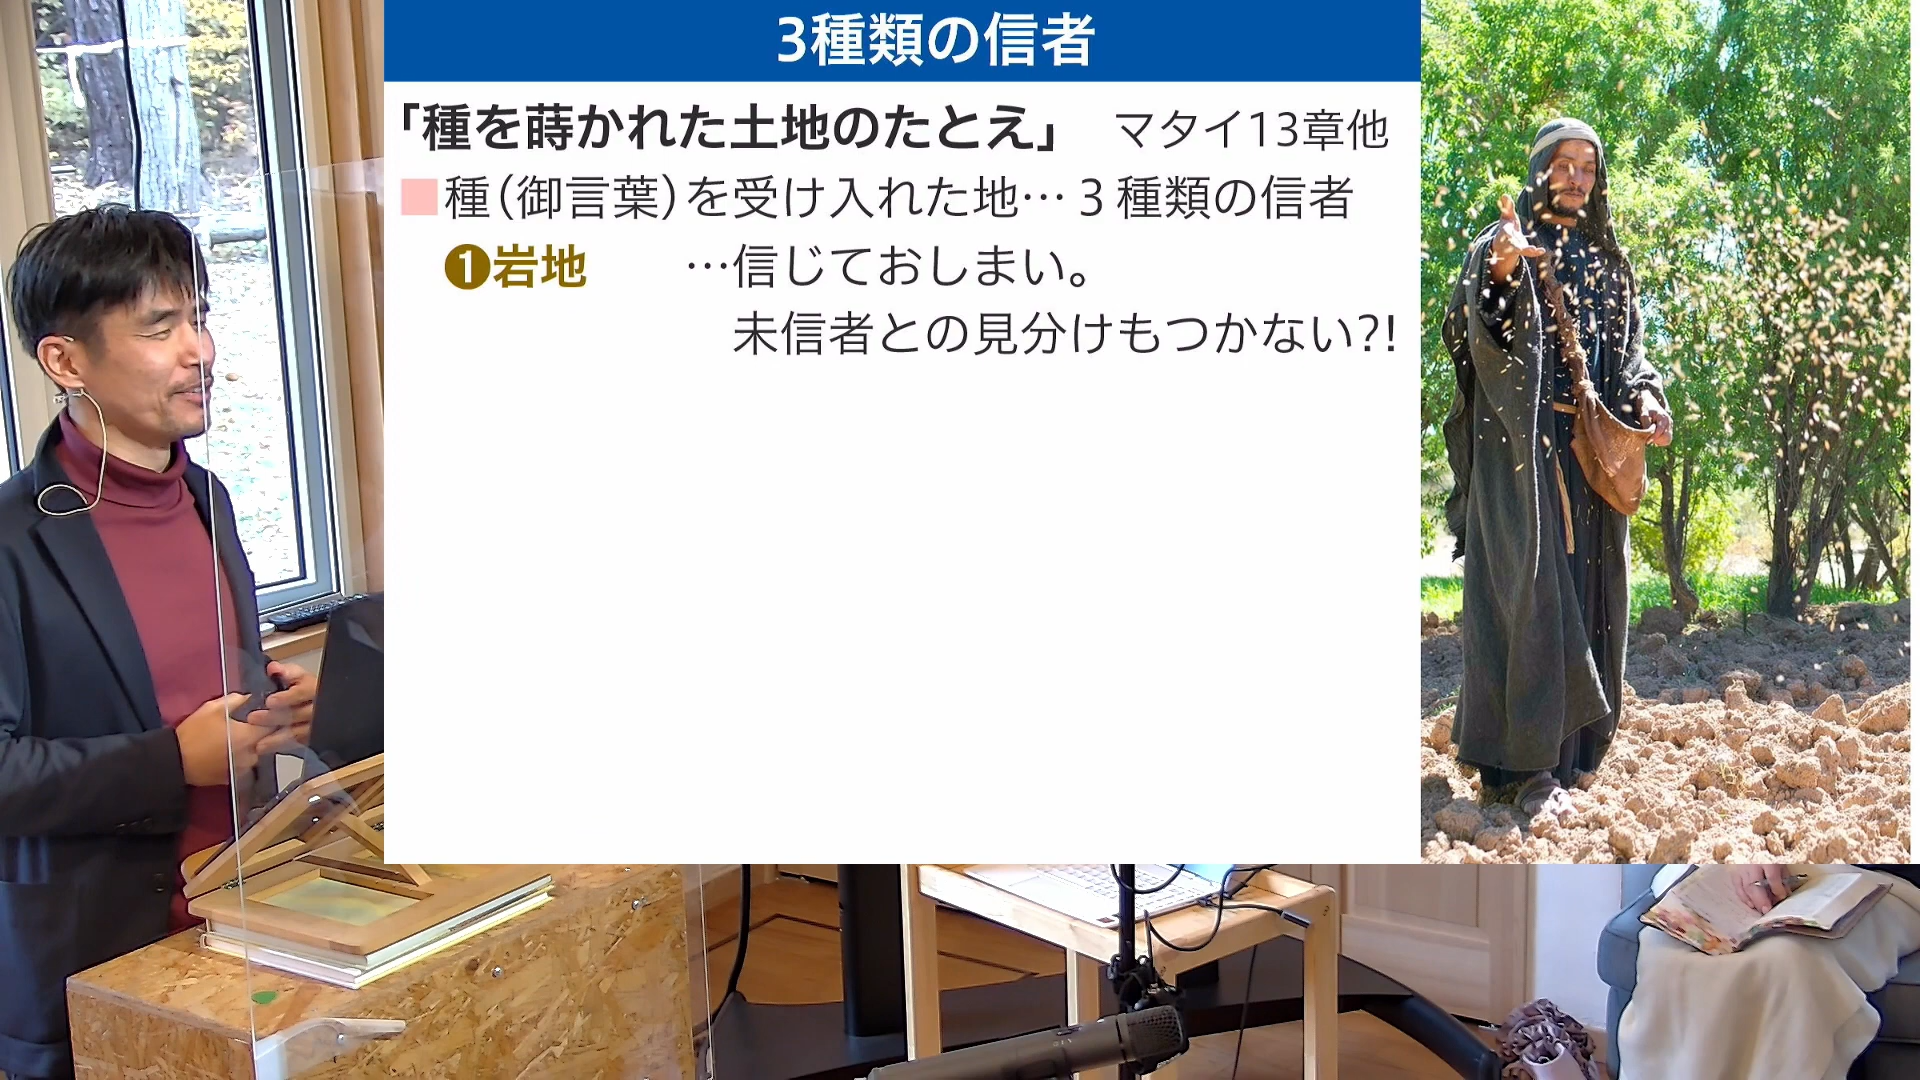 3種類の信者
「種を蒔かれた土地のたとえ」 マタイ13章他
■種(御言葉)を受け入れた地…３種類の信者
❶岩地 …信じておしまい。
未信者との見分けもつかない?!